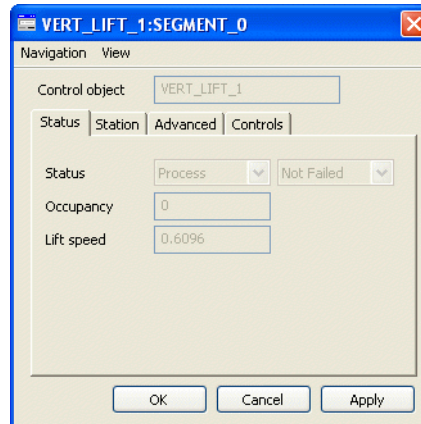 VERT_LIFT_1:SEGMENT_0
Navigation View
Control object VERT_LIFT_1
Status Station Advanced Controls
Status Process Not Failed
Occupancy 0
Lift speed 0.6096
OK Cancel Apply